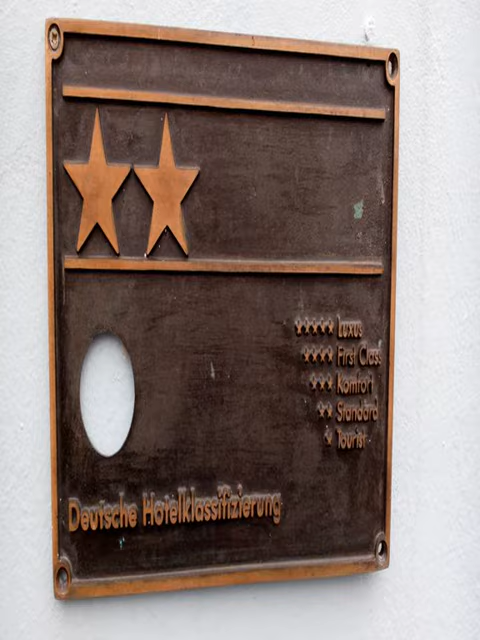 Luxus
First Class
Komfort
Standard
Tourist
Deutsche Hotelklassifizierung